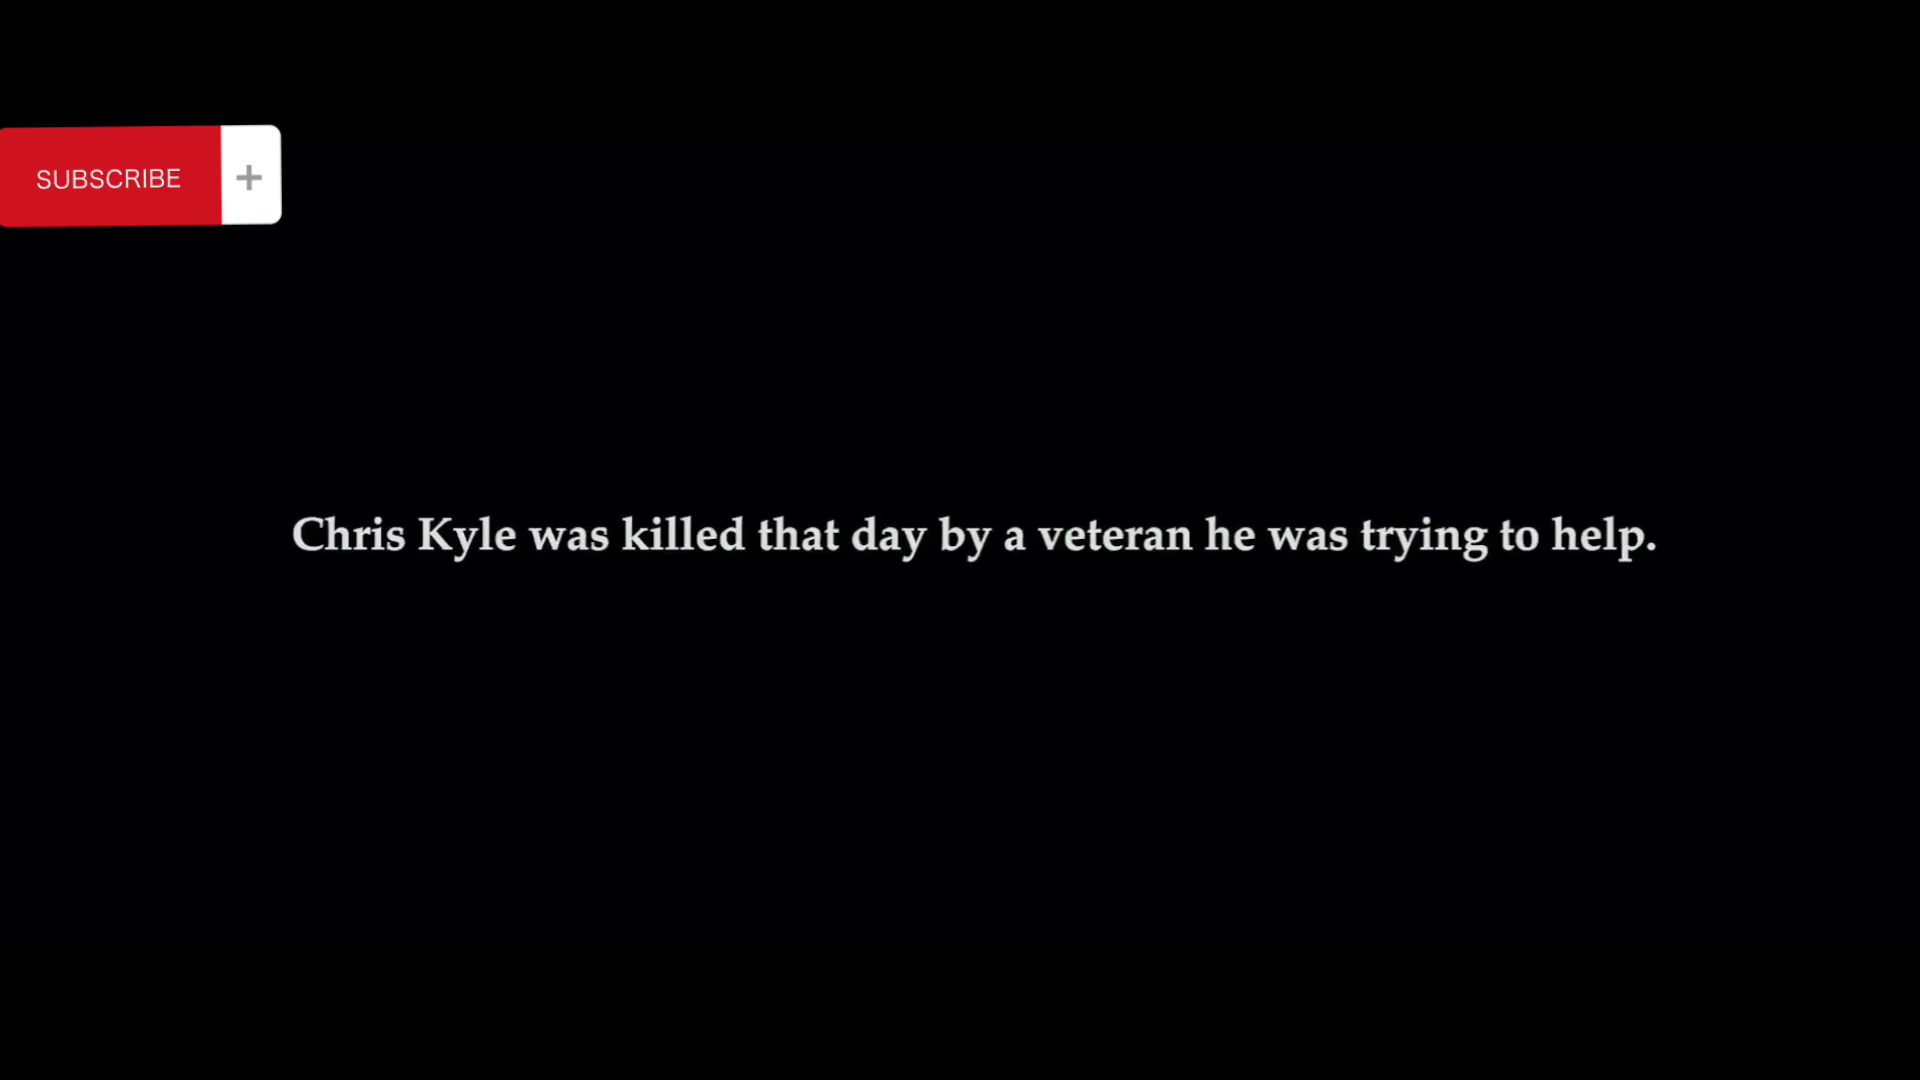 SUBSCRIBE +
Chris Kyle was killed that day by a veteran he was trying to help.